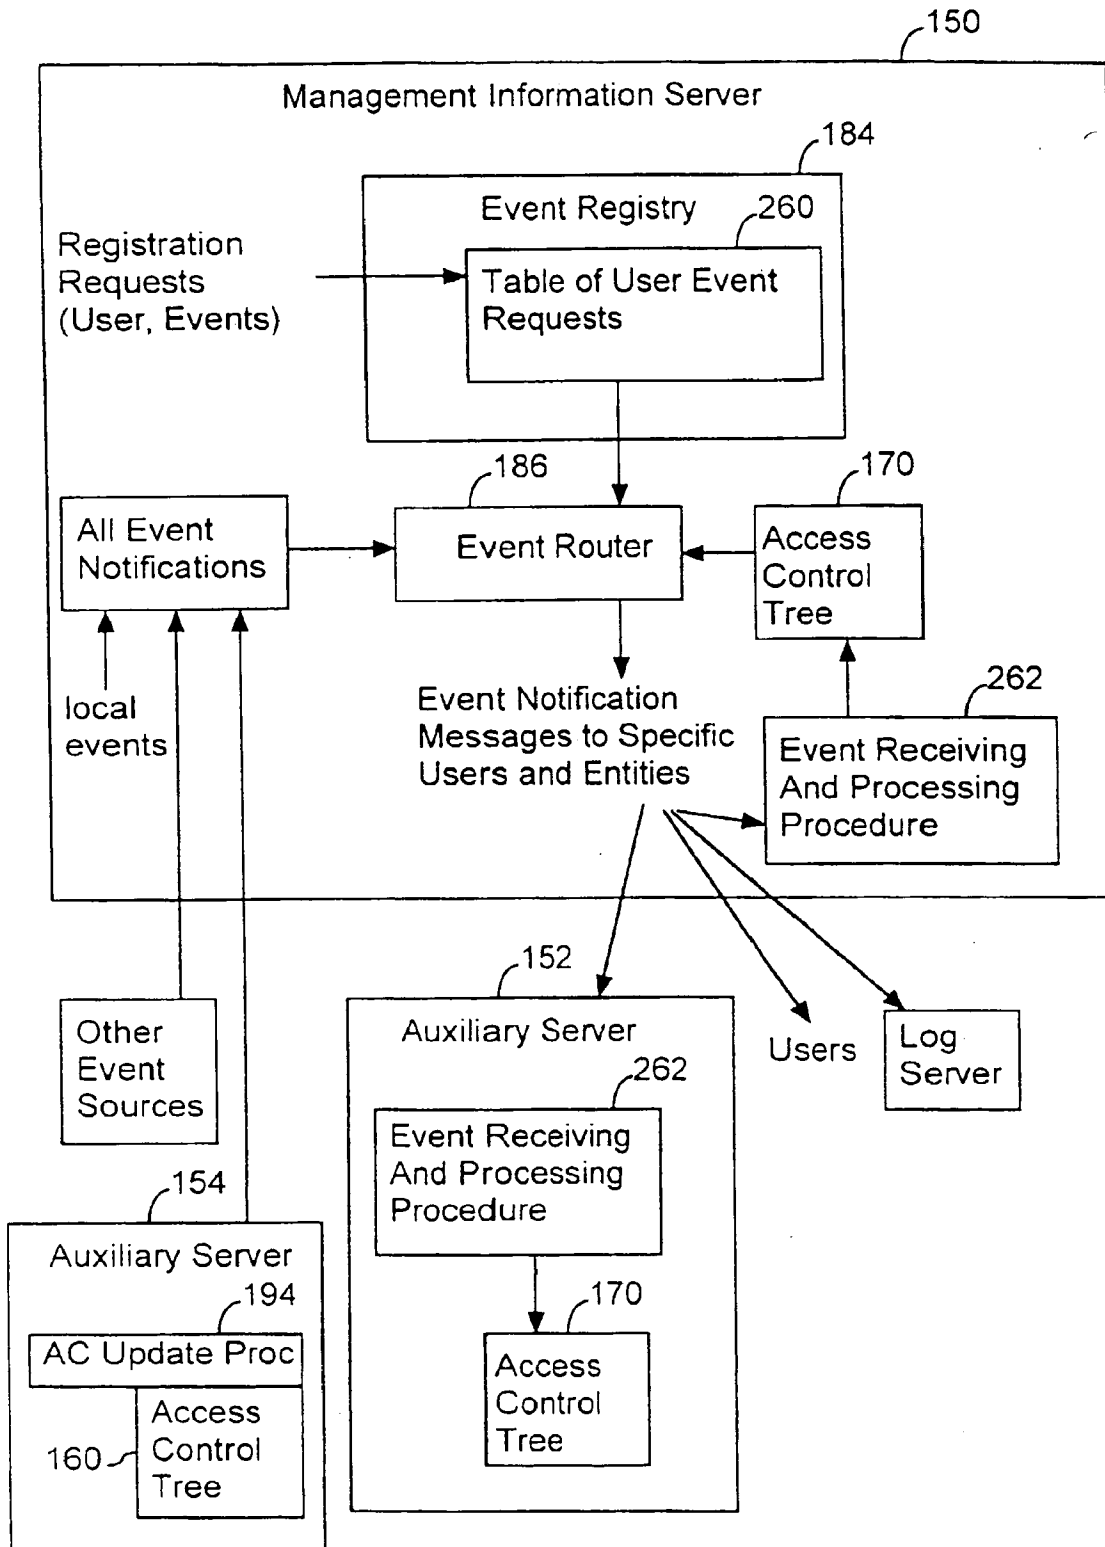 150
Management Information Server
184
Event Registry
260
Registration
Requests
(User, Events)
Table of User Event
Requests
186
170
All Event
Notifications
Event Router
Access
Control
Tree
local
events
Event Notification
Messages to Specific
Users and Entities
262
Event Receiving
And Processing
Procedure
152
Other
Event
Sources
Auxiliary Server
262
Event Receiving
And Processing
Procedure
170
Access
Control
Tree
Users
Log
Server
154
Auxiliary Server
194
AC Update Proc
Access
Control
Tree
160